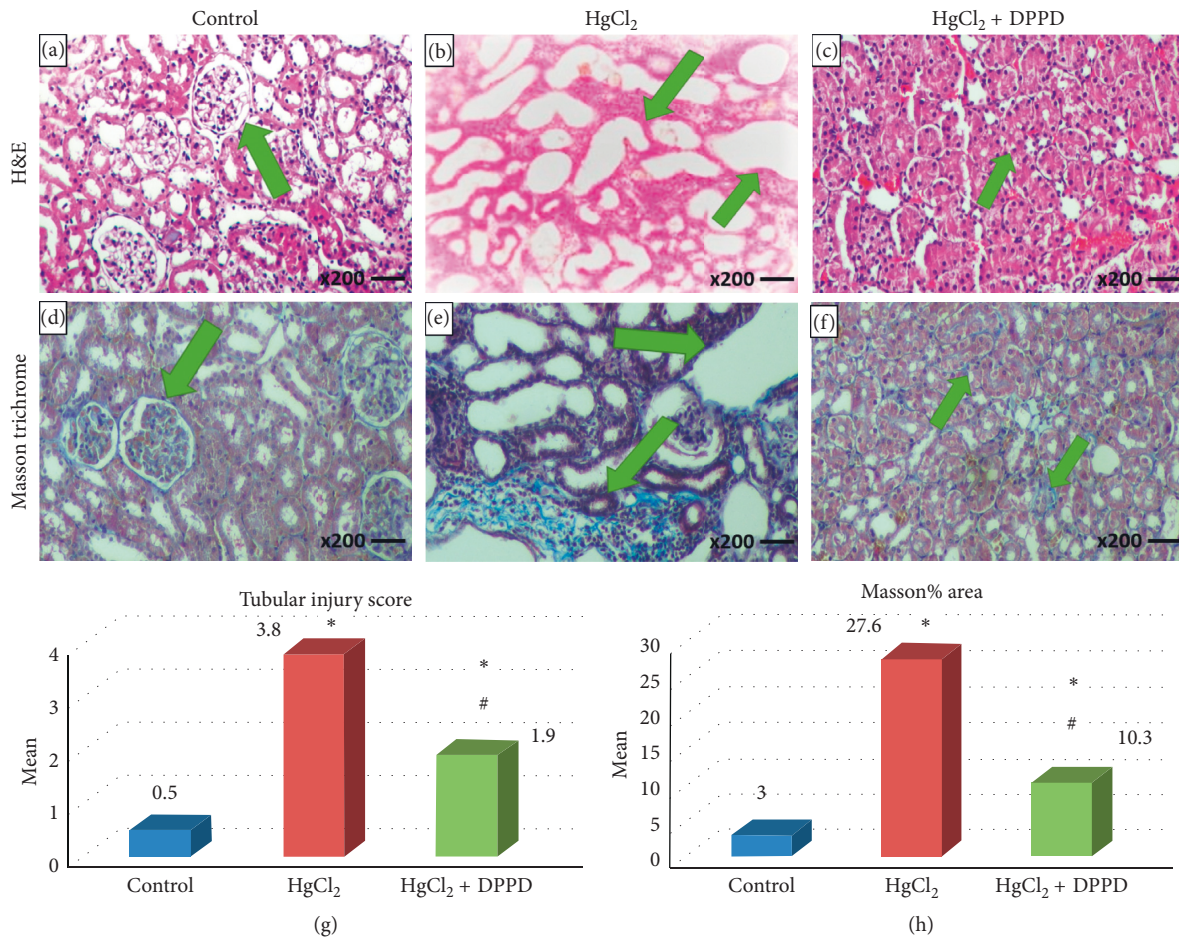 Control
HgCl₂
HgCl₂ + DPPD
H&E
(a)
(b)
(c)
x200
x200
x200
Masson trichrome
(d)
(e)
(f)
x200
x200
x200
Tubular injury score
Mean
4
3
2
1
0
0.5
3.8
*
*
#
1.9
Control
HgCl₂
HgCl₂ + DPPD
(g)
Masson% area
Mean
30
25
20
15
10
5
0
3
27.6
*
*
#
10.3
Control
HgCl₂
HgCl₂ + DPPD
(h)